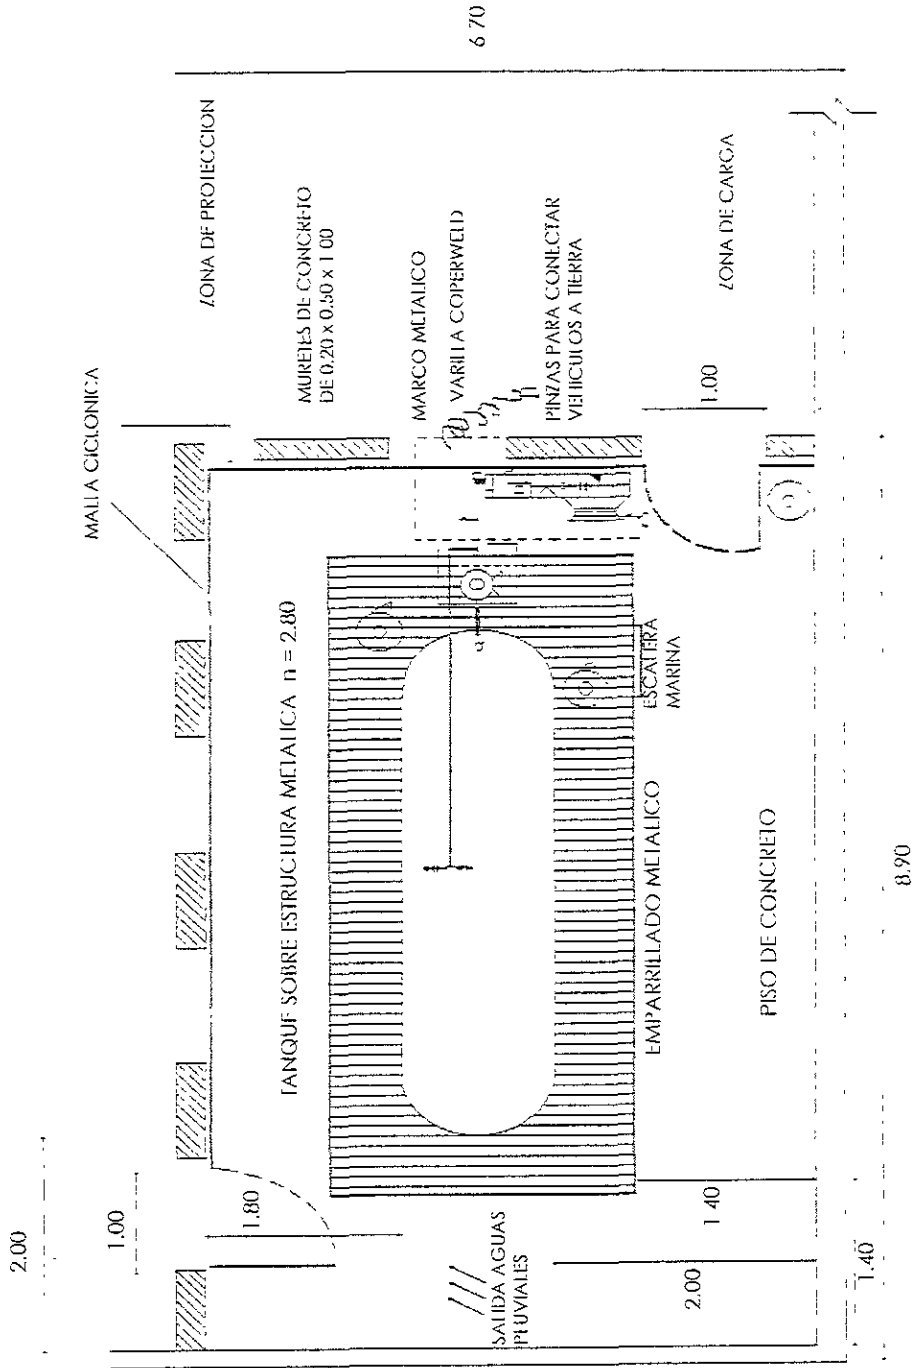 6.70
ZONA DE PROTECCION
MALLA CICLONICA
MURETES DE CONCRETO
DE 0.20 x 0.50 x 1.00
MARCO METALICO
VARILLA COPERWELD
PINZAS PARA CONECTAR
VEHICULOS A TIERRA
ZONA DE CARGA
1.00
TANQUE SOBRE ESTRUCTURA METALICA n = 2.80
ESCALERA
MARINA
EMPARRILLADO METALICO
PISO DE CONCRETO
8.90
2.00
1.00
1.80
SALIDA AGUAS
PLUVIALES
1.40
2.00
1.40